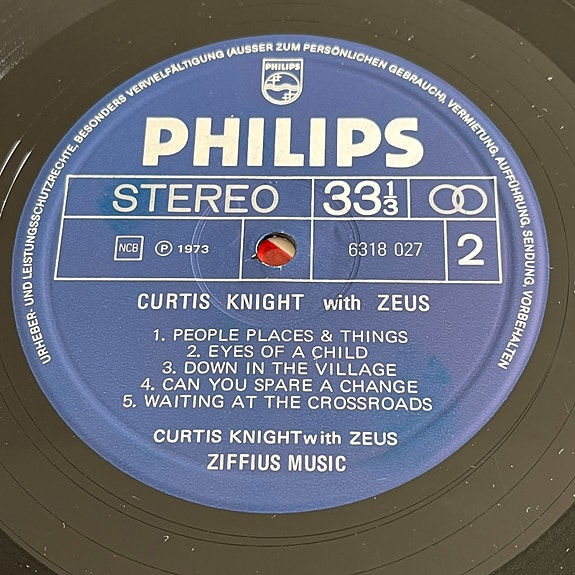 URHEBER- UND LEISTUNGSSCHUTZRECHTE, BESONDERS VERVIELFÄLTIGUNG (AUSSER ZUM PERSÖNLICHEN GEBRAUCH), VERMIETUNG, AUFFÜHRUNG, SENDUNG, VORBEHALTEN
PHILIPS
PHILIPS
STEREO 33⅓
NCB Ⓟ 1973 6318 027 2
CURTIS KNIGHT with ZEUS
1. PEOPLE PLACES & THINGS
2. EYES OF A CHILD
3. DOWN IN THE VILLAGE
4. CAN YOU SPARE A CHANGE
5. WAITING AT THE CROSSROADS
CURTIS KNIGHTwith ZEUS
ZIFFIUS MUSIC